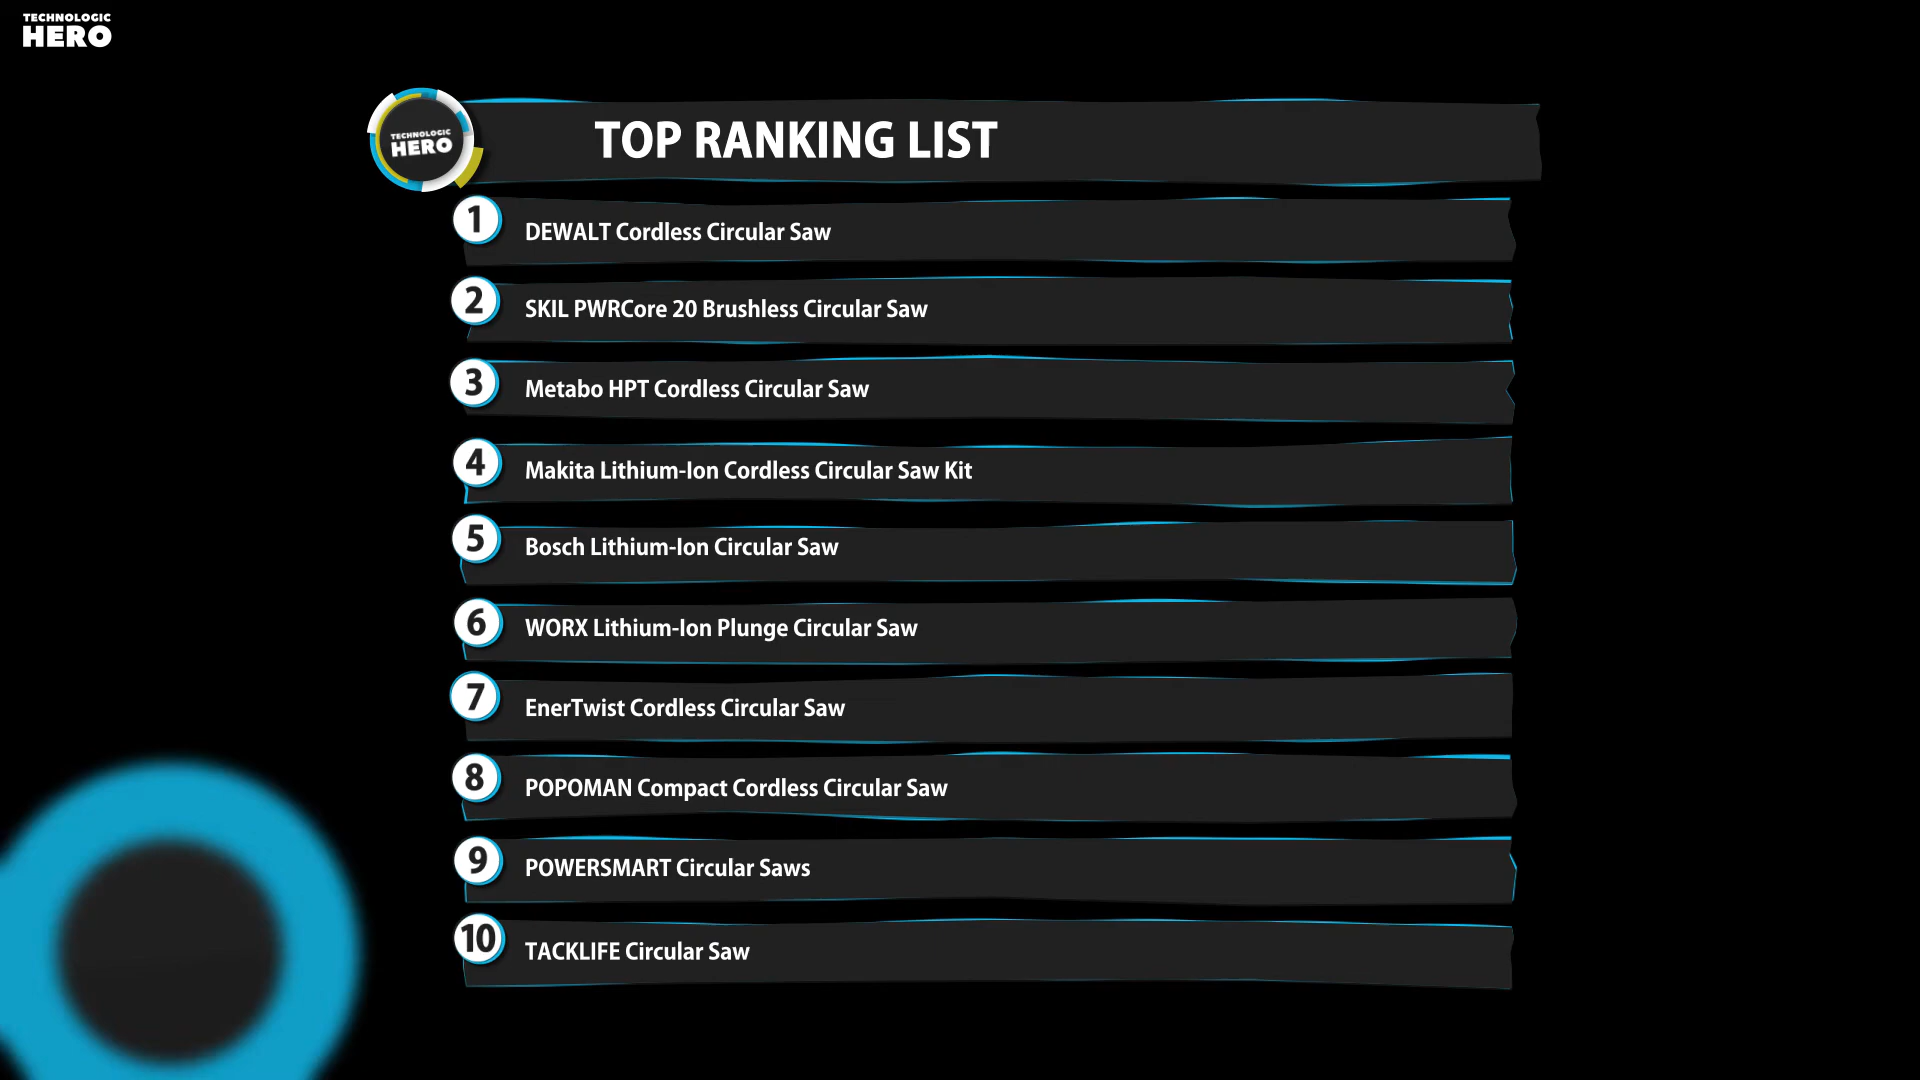 TECHNOLOGIC
HERO
TECHNOLOGIC
HERO
TOP RANKING LIST
1 DEWALT Cordless Circular Saw
2 SKIL PWRCore 20 Brushless Circular Saw
3 Metabo HPT Cordless Circular Saw
4 Makita Lithium-Ion Cordless Circular Saw Kit
5 Bosch Lithium-Ion Circular Saw
6 WORX Lithium-Ion Plunge Circular Saw
7 EnerTwist Cordless Circular Saw
8 POPOMAN Compact Cordless Circular Saw
9 POWERSMART Circular Saws
10 TACKLIFE Circular Saw